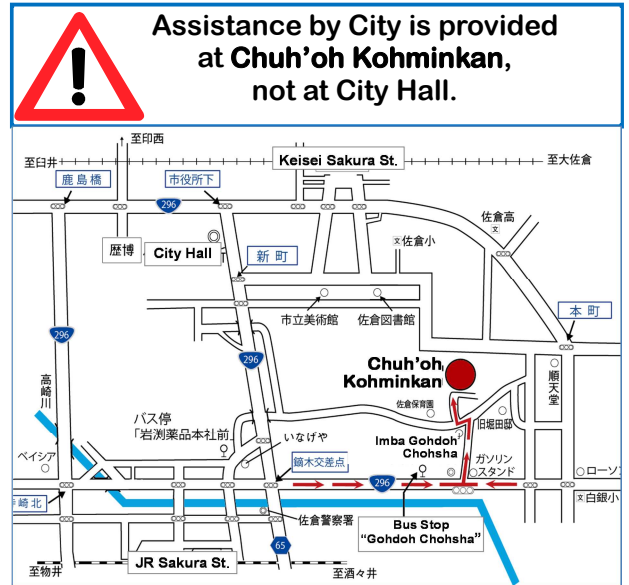 Assistance by City is provided
at Chuh’oh Kohminkan,
not at City Hall.
至印西
至臼井
Keisei Sakura St.
至大佐倉
鹿島橋
市役所下
296
佐倉高
文
文佐倉小
歴博
City Hall
新町
本町
市立美術館
佐倉図書館
296
296
Chuh’oh
Kohminkan
順天堂
高崎川
佐倉保育園
旧堀田邸
バス停
「岩渕薬品本社前」
Imba Gohdoh
Chohsha
いなげや
ガソリン
スタンド
ベイシア
鏑木交差点
296
ローソ
崎北
文白銀小
佐倉警察署
Bus Stop
“Gohdoh Chohsha”
65
至物井
JR Sakura St.
至酒々井